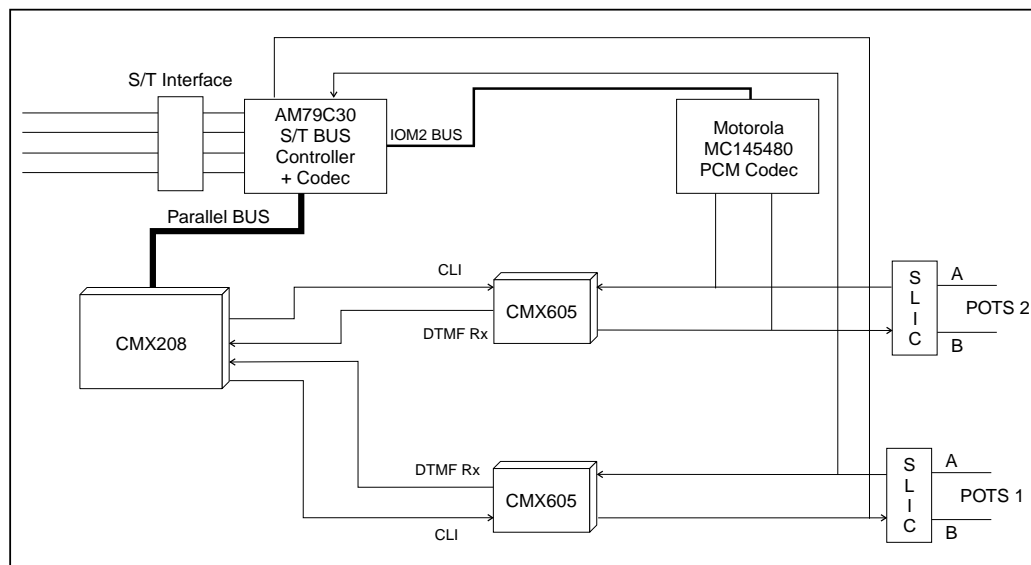 S/T Interface
AM79C30
S/T BUS
Controller
+ Codec
IOM2 BUS
Motorola
MC145480
PCM Codec
Parallel BUS
CLI
CMX605
DTMF Rx
CMX208
S
L
I
C
A
POTS 2
B
DTMF Rx
CMX605
CLI
S
L
I
C
A
POTS 1
B